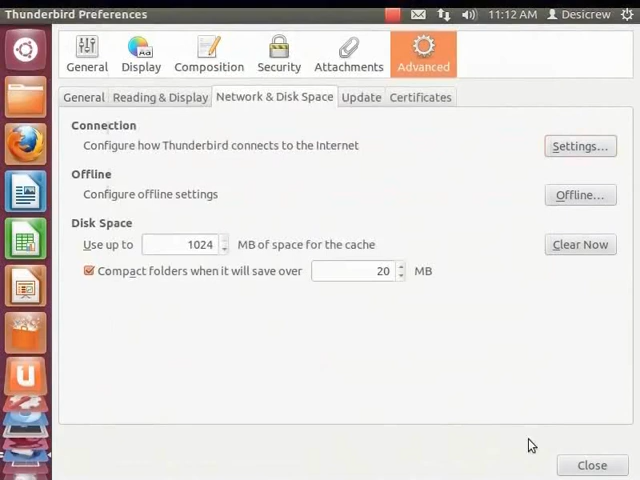 Thunderbird Preferences 11:12 AM Desicrew
General Display Composition Security Attachments Advanced
General Reading & Display Network & Disk Space Update Certificates
Connection
Configure how Thunderbird connects to the Internet Settings...
Offline
Configure offline settings Offline...
Disk Space
Use up to 1024 MB of space for the cache Clear Now
Compact folders when it will save over 20 MB
Close